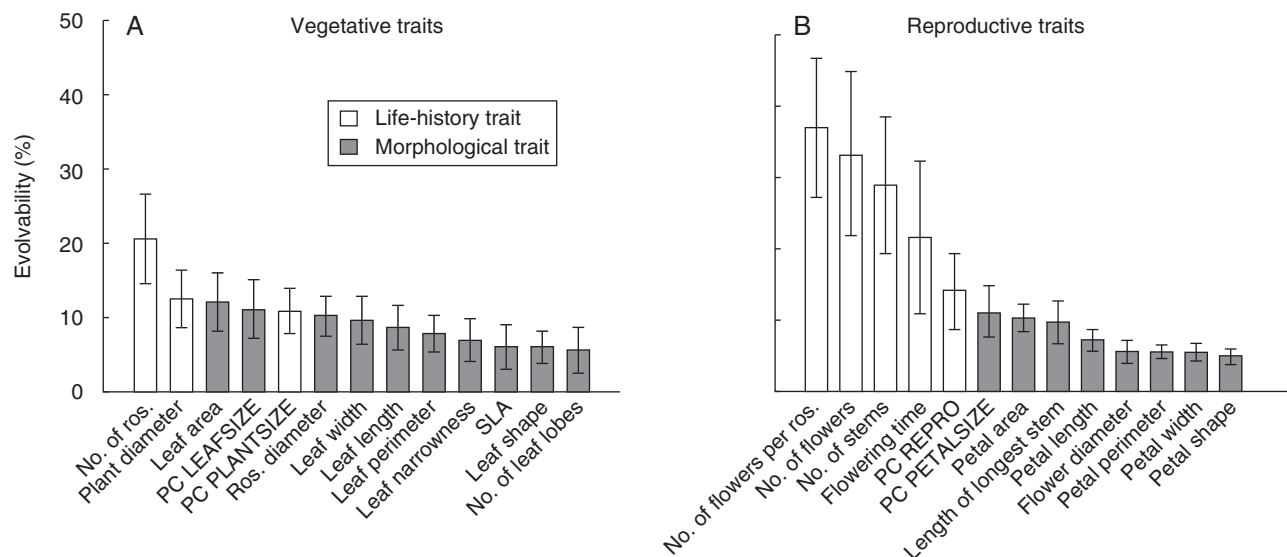 A Vegetative traits
Evolvability (%)
50
40
30
20
10
0
Life-history trait
Morphological trait
No. of ros.
Plant diameter
Leaf area
PC LEAFSIZE
PC PLANTSIZE
Ros. diameter
Leaf width
Leaf length
Leaf perimeter
Leaf narrowness
SLA
Leaf shape
No. of leaf lobes
B Reproductive traits
No. of flowers per ros.
No. of flowers
No. of stems
Flowering time
PC REPRO
PC PETALSIZE
Petal area
Length of longest stem
Petal length
Flower diameter
Petal perimeter
Petal width
Petal shape